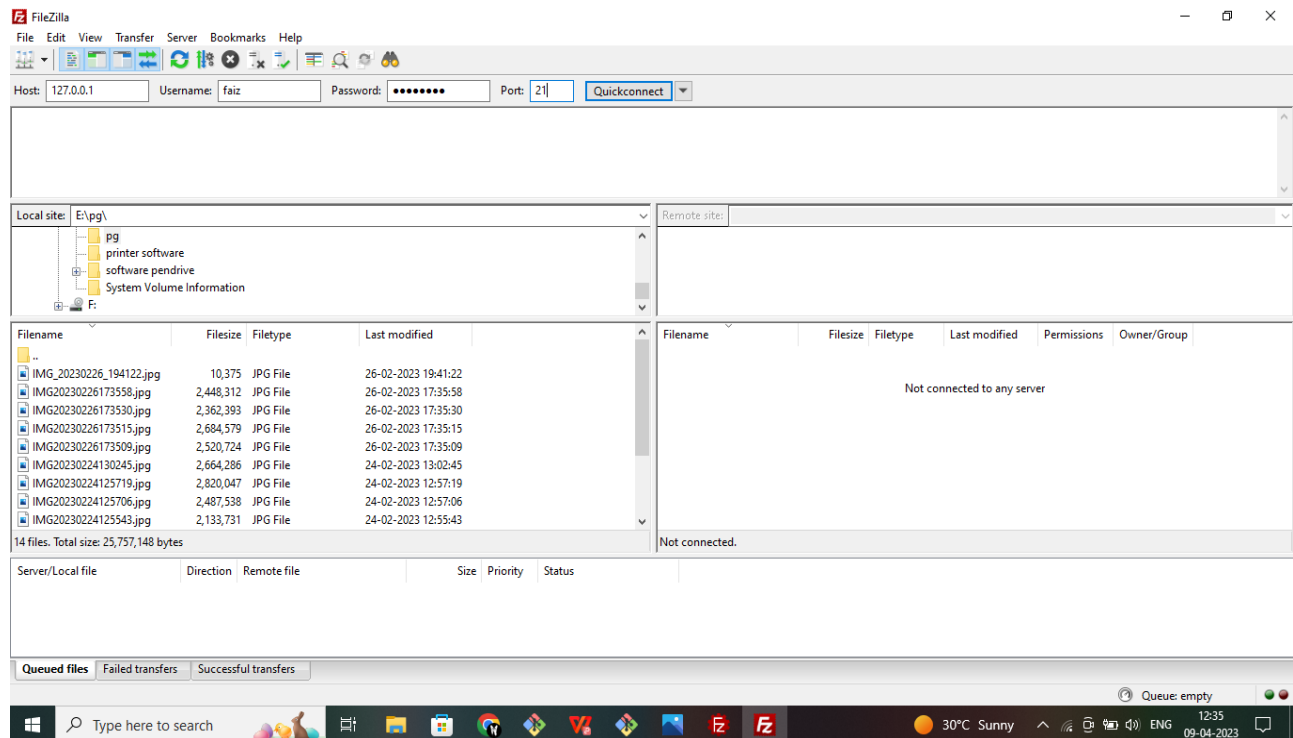 FileZilla
File Edit View Transfer Server Bookmarks Help
Host: 127.0.0.1 Username: faiz Password: ●●●●●●●● Port: 21 Quickconnect
Local site: E:\pg\ Remote site:
pg
printer software
software pendrive
System Volume Information
F:
Filename Filesize Filetype Last modified
..
IMG_20230226_194122.jpg 10,375 JPG File 26-02-2023 19:41:22
IMG20230226173558.jpg 2,448,312 JPG File 26-02-2023 17:35:58
IMG20230226173530.jpg 2,362,393 JPG File 26-02-2023 17:35:30
IMG20230226173515.jpg 2,684,579 JPG File 26-02-2023 17:35:15
IMG20230226173509.jpg 2,520,724 JPG File 26-02-2023 17:35:09
IMG20230224130245.jpg 2,664,286 JPG File 24-02-2023 13:02:45
IMG20230224125719.jpg 2,820,047 JPG File 24-02-2023 12:57:19
IMG20230224125706.jpg 2,487,538 JPG File 24-02-2023 12:57:06
IMG20230224125543.jpg 2,133,731 JPG File 24-02-2023 12:55:43
14 files. Total size: 25,757,148 bytes
Filename Filesize Filetype Last modified Permissions Owner/Group
Not connected to any server
Not connected.
Server/Local file Direction Remote file Size Priority Status
Queued files Failed transfers Successful transfers
Queue: empty
Type here to search
30°C Sunny ENG 12:35
09-04-2023